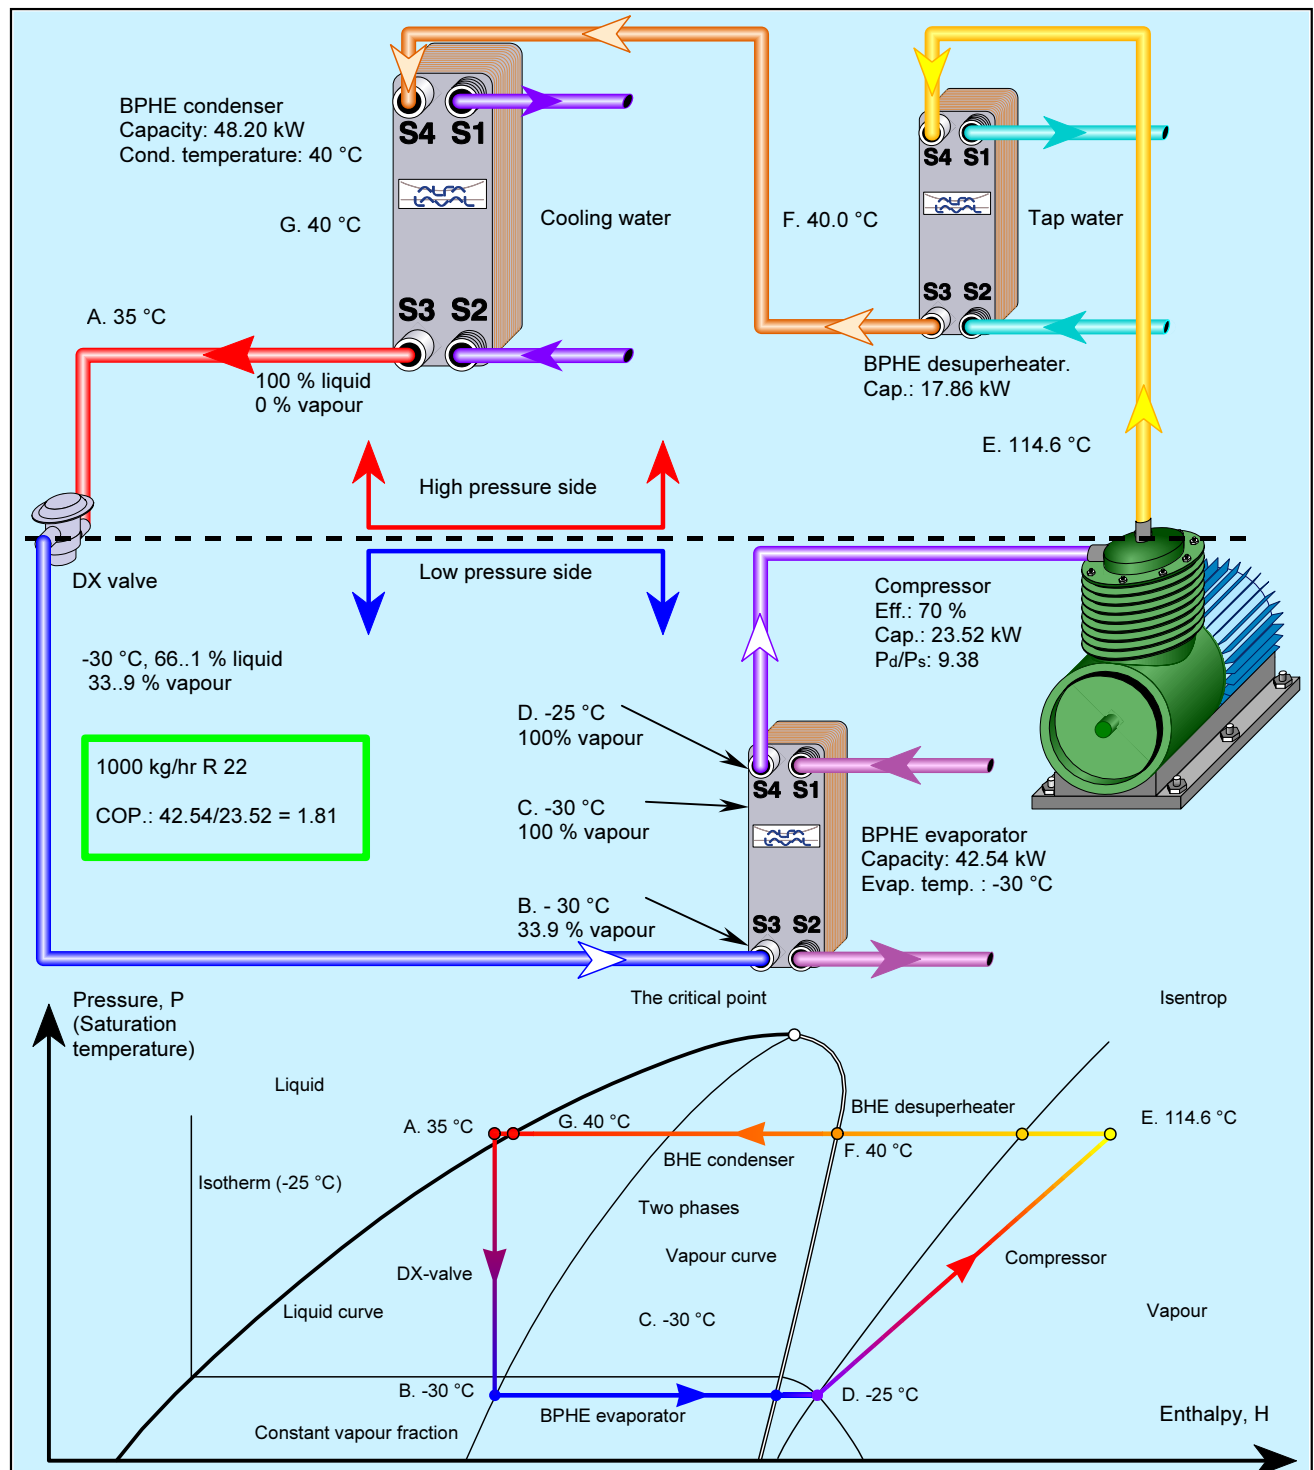 BPHE condenser
Capacity: 48.20 kW
Cond. temperature: 40 °C
S4 S1
ALFA
LAVAL
G. 40 °C
Cooling water
S3 S2
A. 35 °C
100 % liquid
0 % vapour
F. 40.0 °C
S4 S1
ALFA
LAVAL
Tap water
S3 S2
BPHE desuperheater.
Cap.: 17.86 kW
E. 114.6 °C
High pressure side
Low pressure side
DX valve
Compressor
Eff.: 70 %
Cap.: 23.52 kW
Pd/Ps: 9.38
-30 °C, 66..1 % liquid
33..9 % vapour
1000 kg/hr R 22
COP.: 42.54/23.52 = 1.81
D. -25 °C
100% vapour
C. -30 °C
100 % vapour
B. - 30 °C
33.9 % vapour
S4 S1
ALFA
LAVAL
S3 S2
BPHE evaporator
Capacity: 42.54 kW
Evap. temp. : -30 °C
Pressure, P
(Saturation
temperature)
The critical point
Isentrop
Liquid
BHE desuperheater
A. 35 °C
G. 40 °C
E. 114.6 °C
BHE condenser
F. 40 °C
Isotherm (-25 °C)
Two phases
Vapour curve
Compressor
DX-valve
Liquid curve
C. -30 °C
Vapour
B. -30 °C
D. -25 °C
BPHE evaporator
Enthalpy, H
Constant vapour fraction